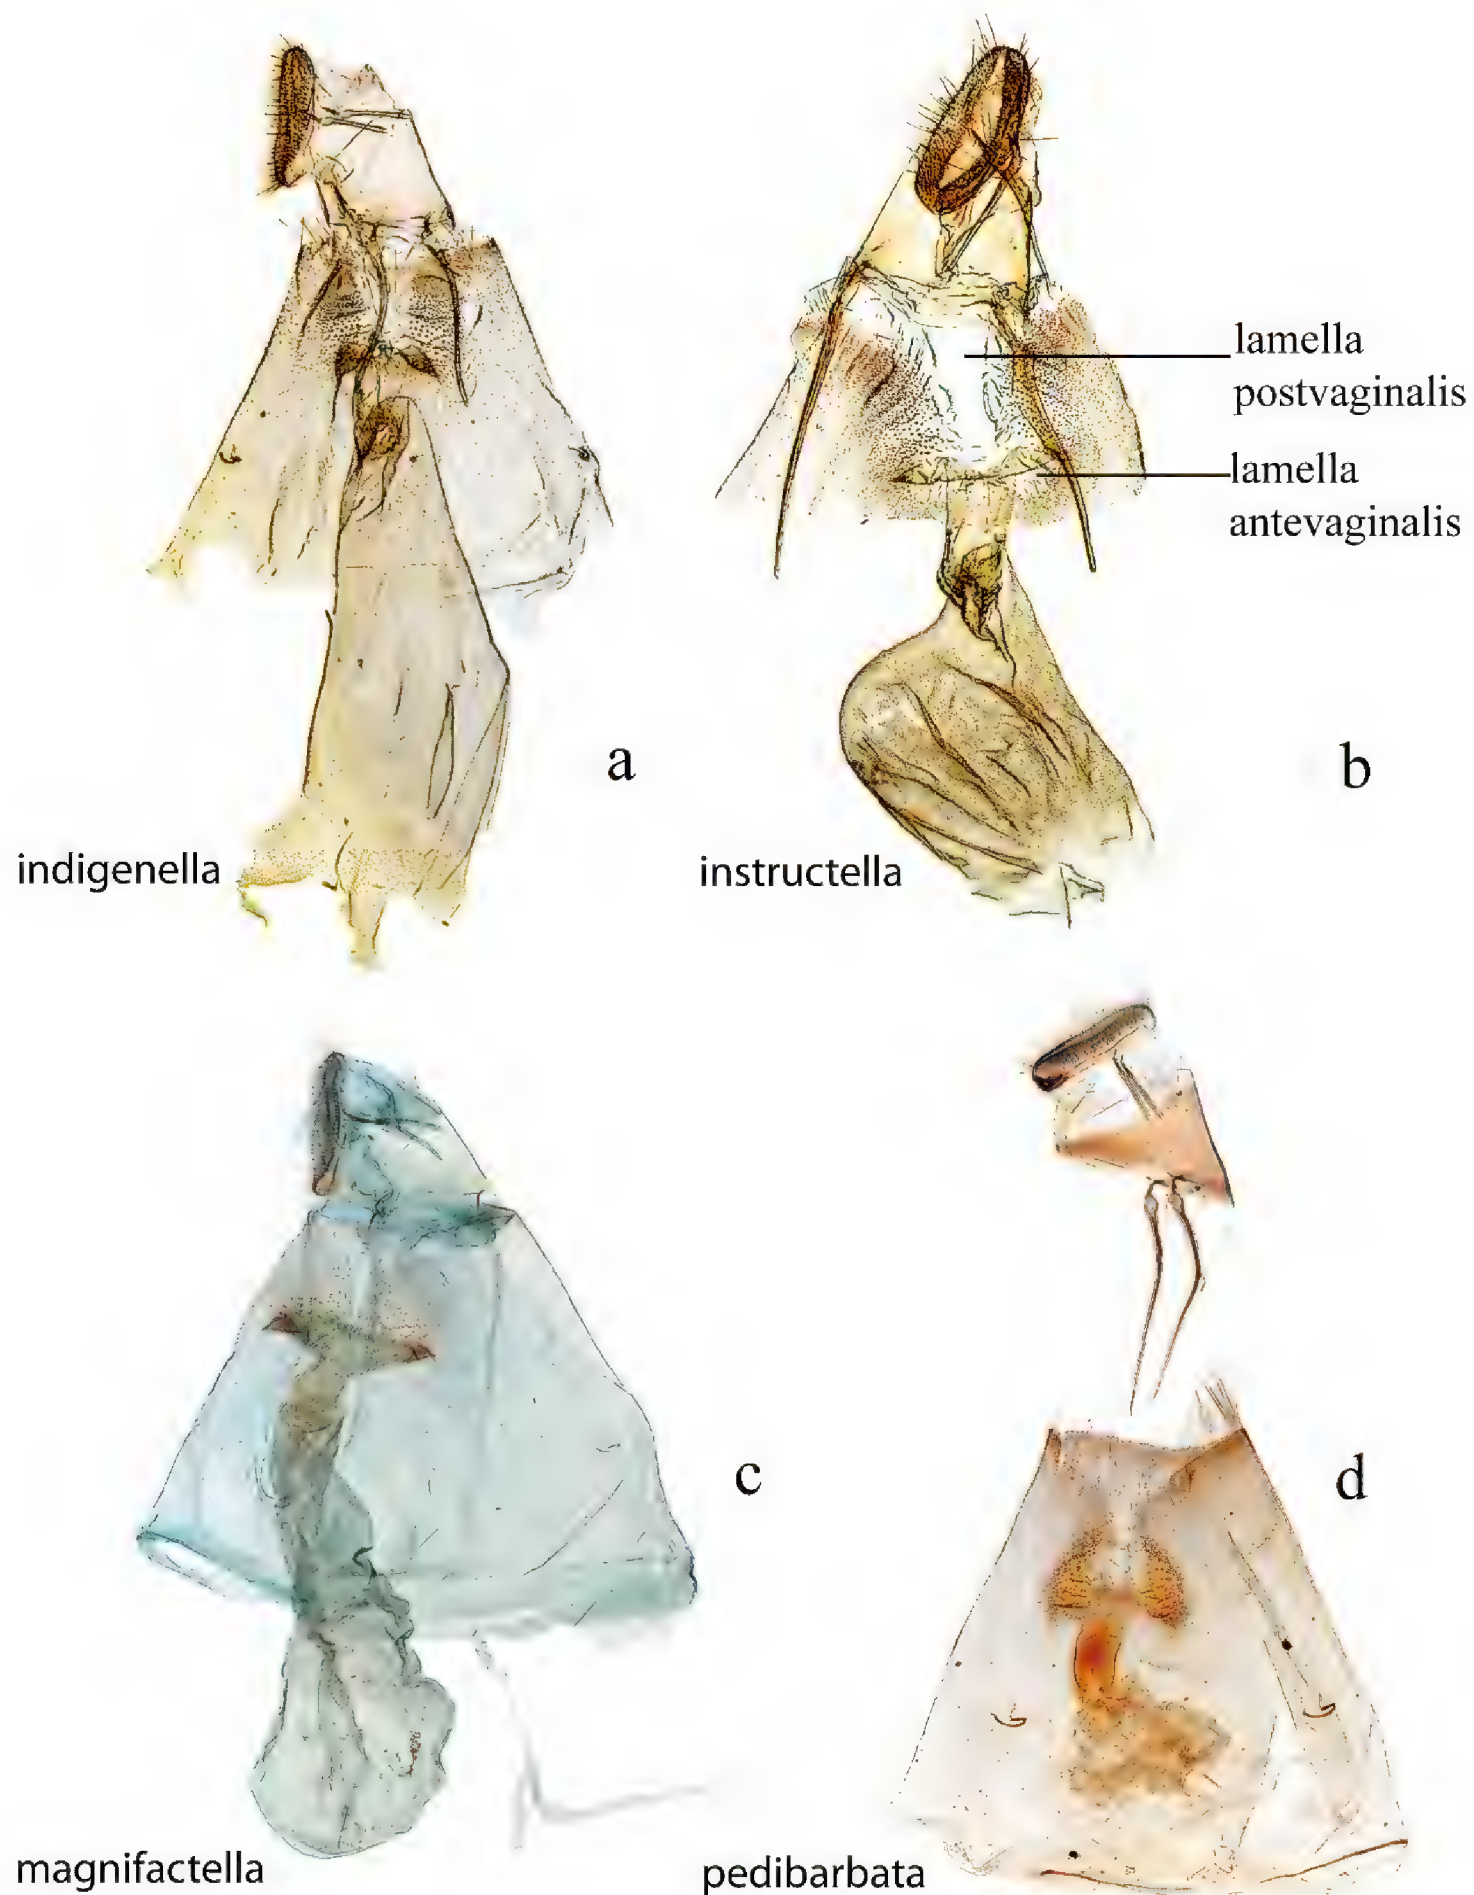 lamella
postvaginalis
lamella
antevaginalis
a
b
indigenella
instructella
c
d
magnifactella
pedibarbata